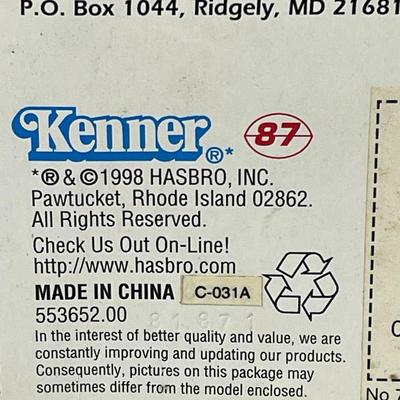 P.O. Box 1044, Ridgely, MD 21681
Kenner®* 87
*® & ©1998 HASBRO, INC.
Pawtucket, Rhode Island 02862.
All Rights Reserved.
Check Us Out On-Line!
http://www.hasbro.com
MADE IN CHINA C-031A
553652.00
81871
In the interest of better quality and value, we are
constantly improving and updating our products.
Consequently, pictures on this package may
sometimes differ from the model enclosed.
No